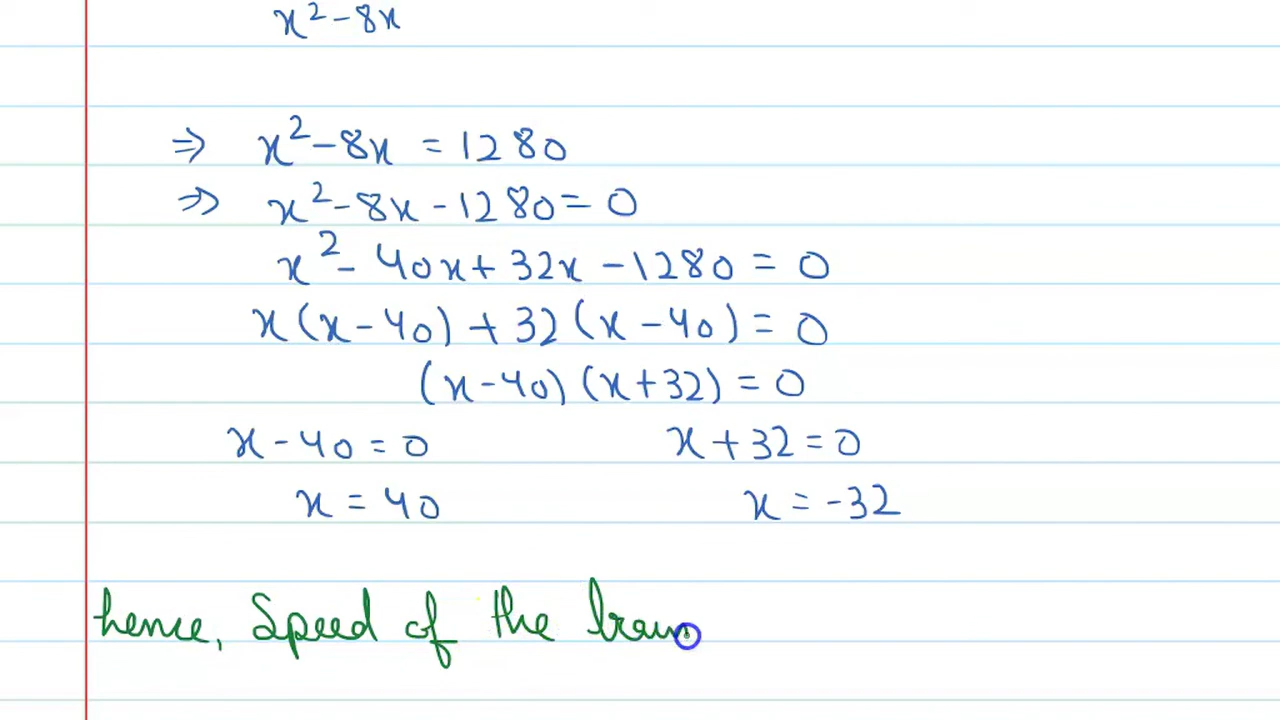 x² - 8x
⇒ x² - 8x = 1280
⇒ x² - 8x - 1280 = 0
x² - 40x + 32x - 1280 = 0
x(x - 40) + 32(x - 40) = 0
(x - 40)(x + 32) = 0
x - 40 = 0 x + 32 = 0
x = 40 x = -32
hence, Speed of the train